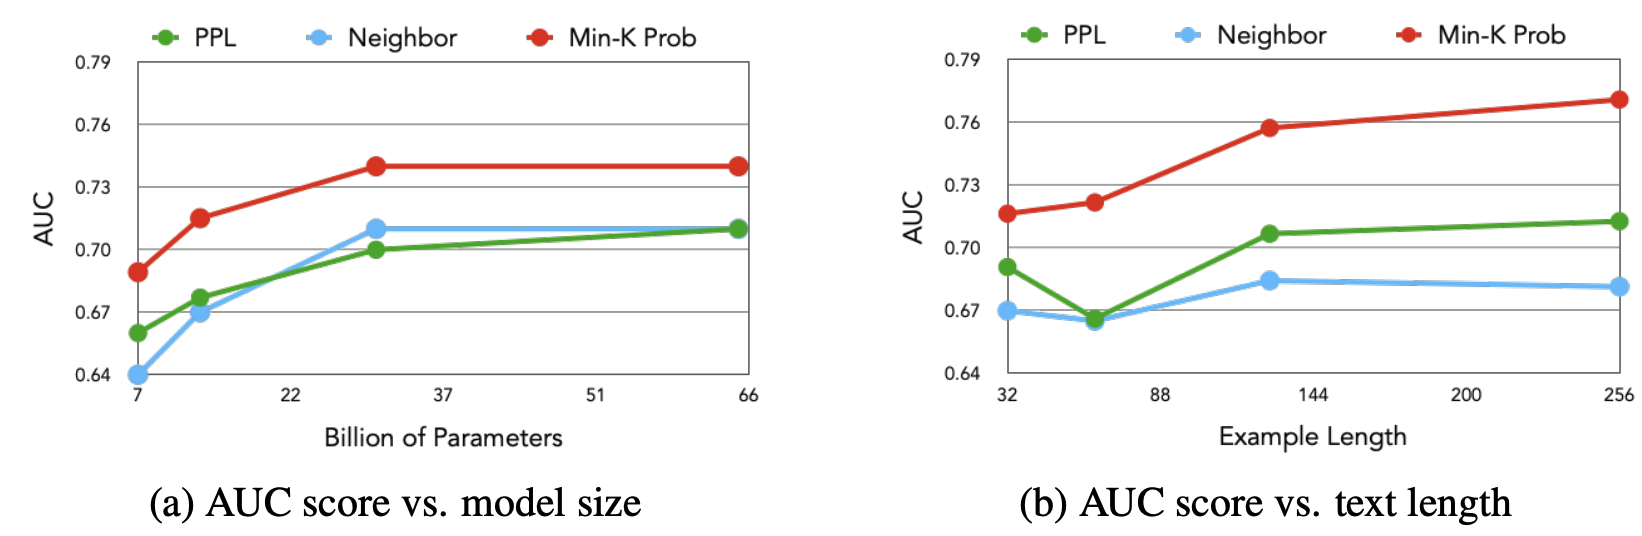 PPL Neighbor Min-K Prob
0.79
0.76
0.73
0.70
0.67
0.64
AUC
7 22 37 51 66
Billion of Parameters
(a) AUC score vs. model size
PPL Neighbor Min-K Prob
0.79
0.76
0.73
0.70
0.67
0.64
AUC
32 88 144 200 256
Example Length
(b) AUC score vs. text length